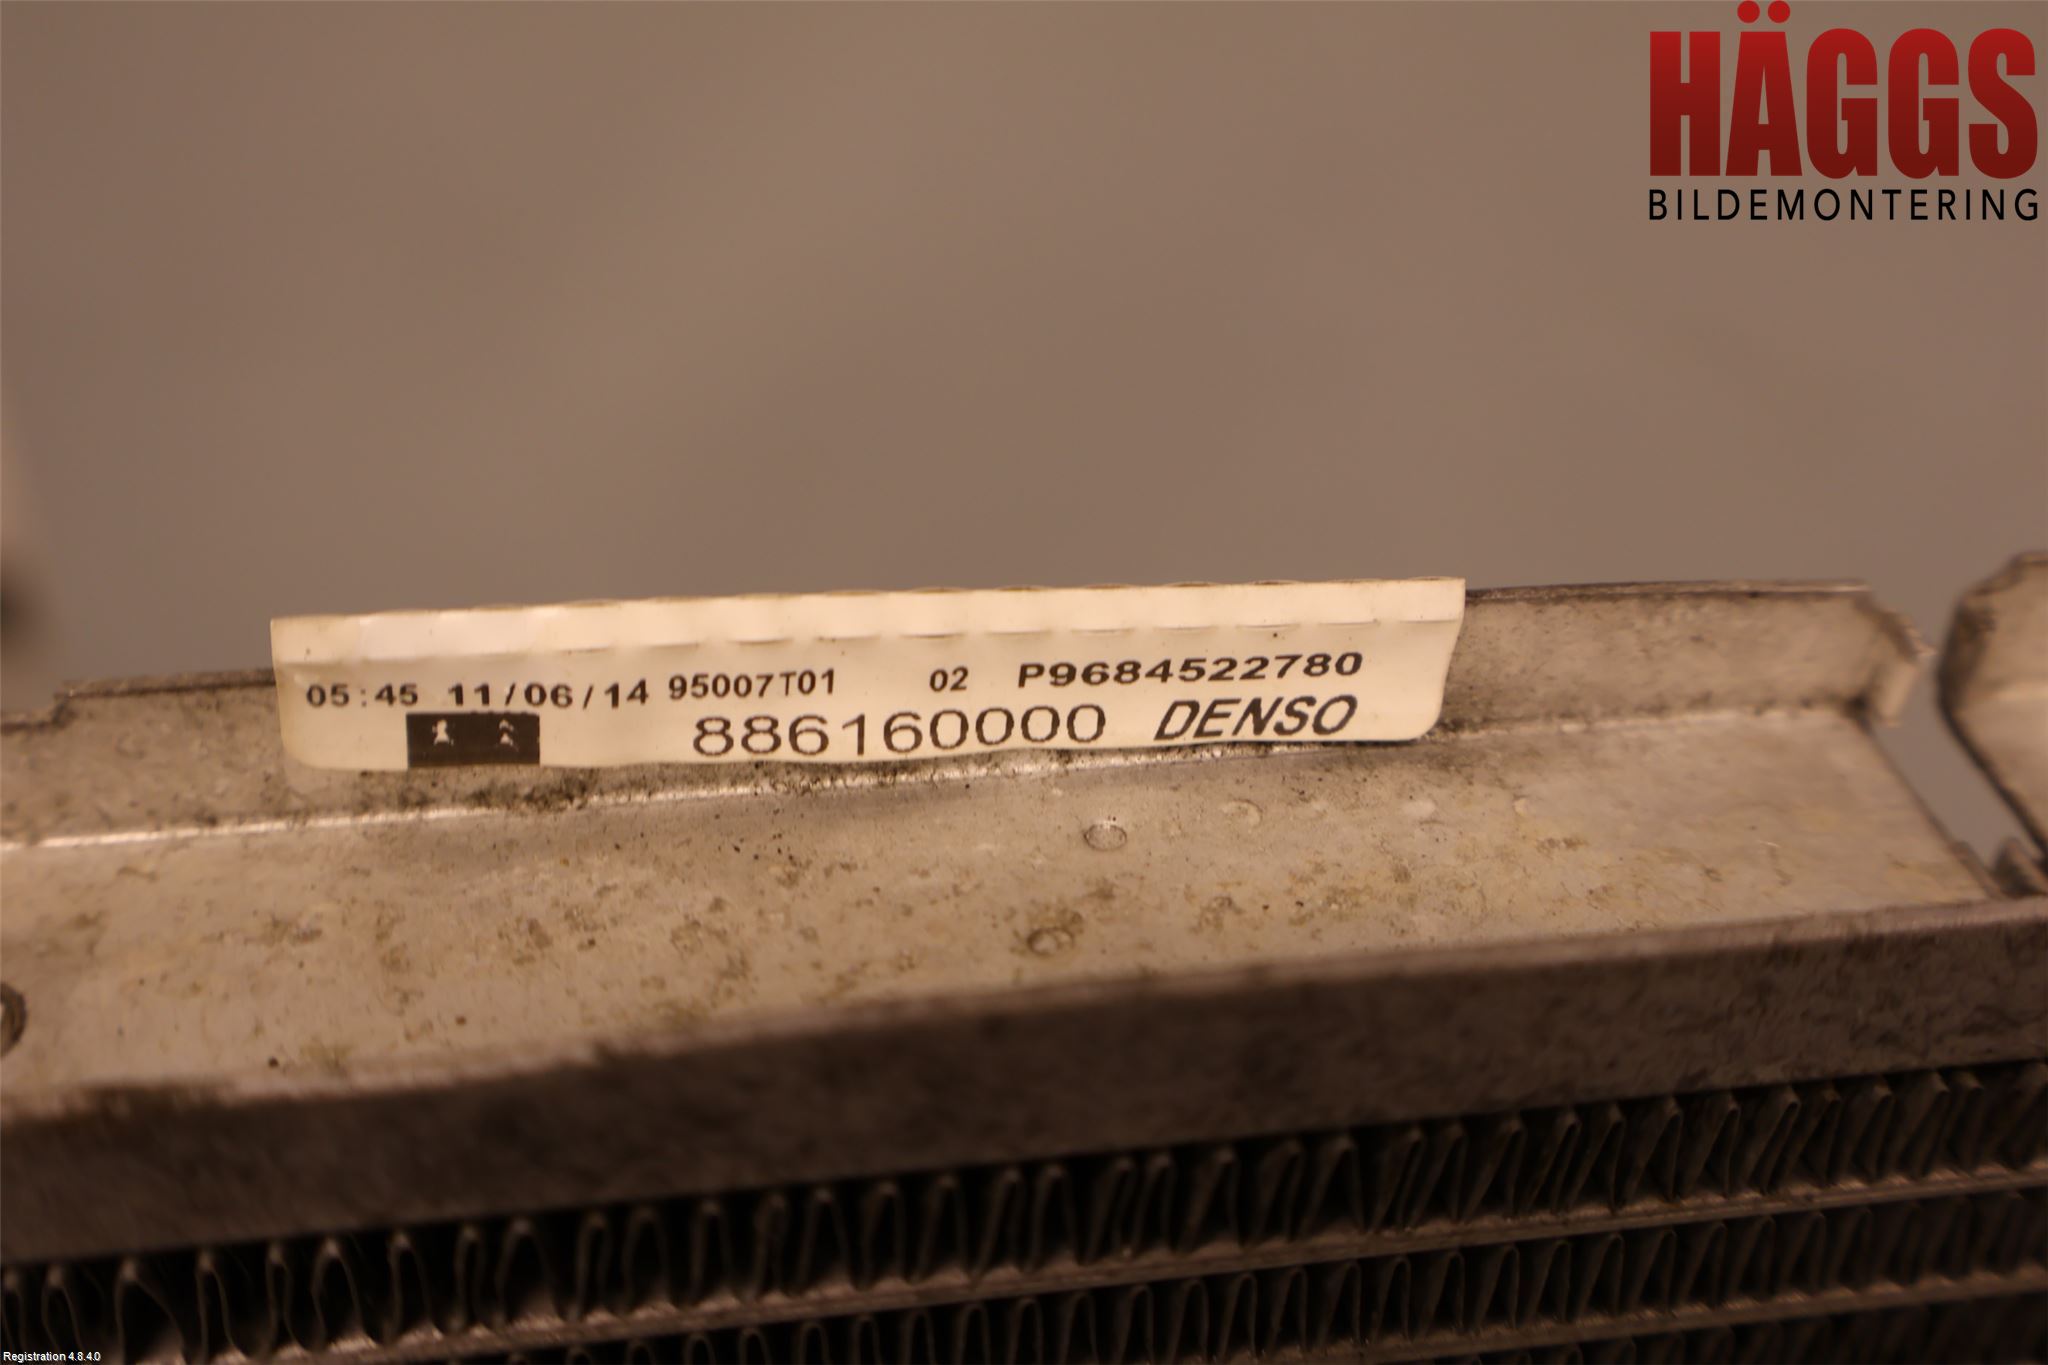 HÄGGS
BILDEMONTERING
05:45 11/06/14 95007T01 02 P9684522780
886160000 DENSO
Registration 4.8.4.0